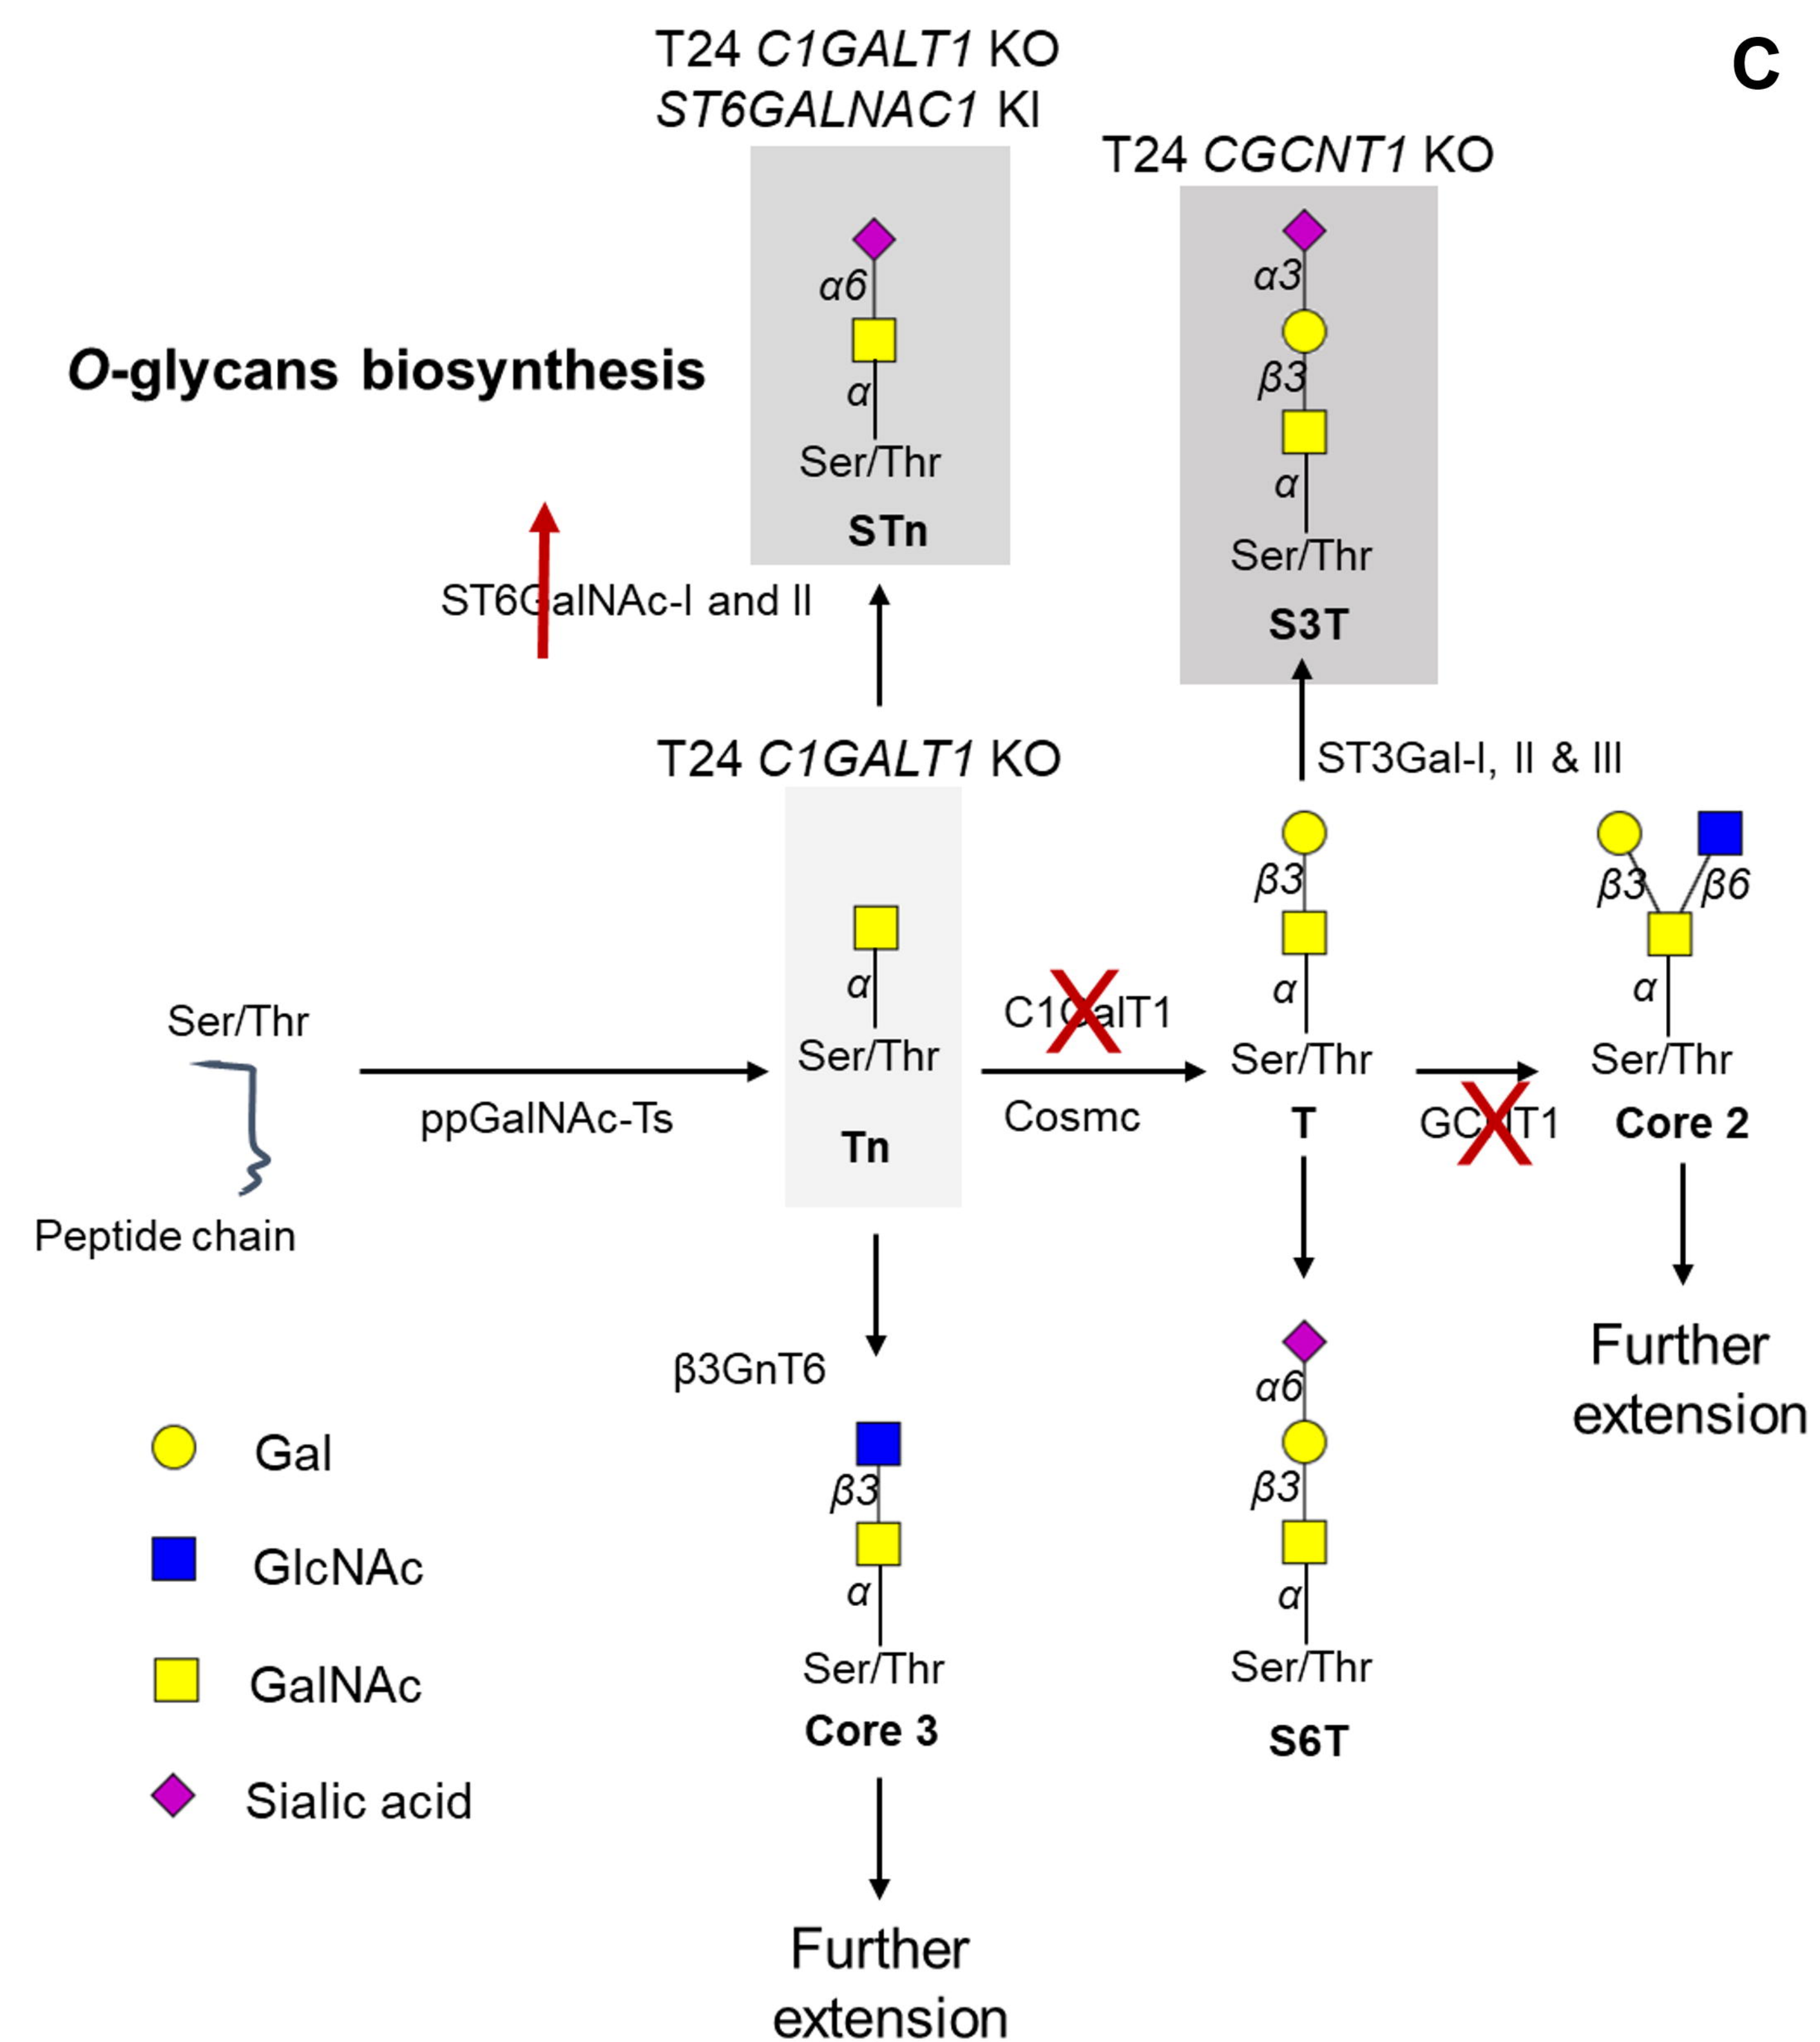 C
T24 C1GALT1 KO
ST6GALNAC1 KI
T24 CGCNT1 KO
O-glycans biosynthesis
α6
α
Ser/Thr
STn
α3
β3
α
Ser/Thr
S3T
ST6GalNAc-I and II
T24 C1GALT1 KO
ST3Gal-I, II & III
α
Ser/Thr
Tn
β3
α
Ser/Thr
T
β3 β6
α
Ser/Thr
Core 2
Ser/Thr
Peptide chain
ppGalNAc-Ts
C1GalT1
Cosmc
GCNT1
β3GnT6
β3
α
Ser/Thr
Core 3
Further
extension
α6
β3
α
Ser/Thr
S6T
Further
extension
Gal
GlcNAc
GalNAc
Sialic acid